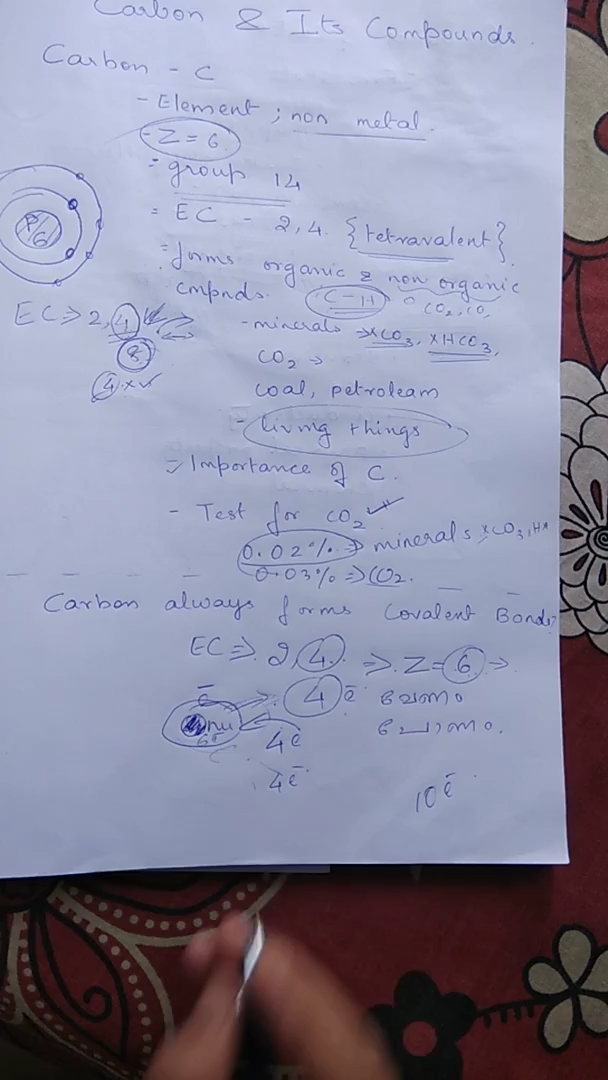 Carbon & Its Compounds.
Carbon - C
- Element ; non metal.
- Z = 6
- group 14
= EC - 2,4. {tetravalent}.
= forms organic & non organic
cmpnds. C-H CO2, CO,
P/6
EC => 2,4
8
4 x ✓
- minerals => xCO3, xHCO3,
CO2 →
coal, petroleam
- living things
=> Importance of C.
- Test for CO2 ✓
0.02% => minerals xCO3,
0.03% => CO2.
Carbon always forms Covalent Bonds?
EC => 2,4. => Z = 6 →
4 ē വേണം
പോണം.
4ē
4ē
10 ē